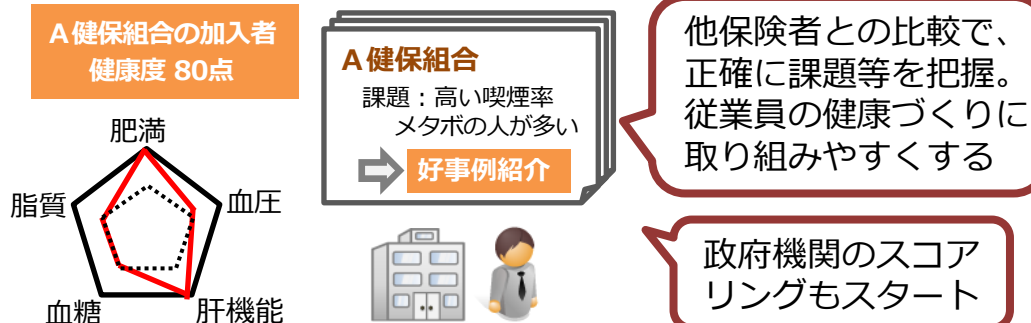 A健保組合の加入者
健康度 80点
肥満
脂質
血圧
血糖
肝機能
A健保組合
課題：高い喫煙率
メタボの人が多い
好事例紹介
他保険者との比較で、
正確に課題等を把握。
従業員の健康づくりに
取り組みやすくする
政府機関のスコア
リングもスタート